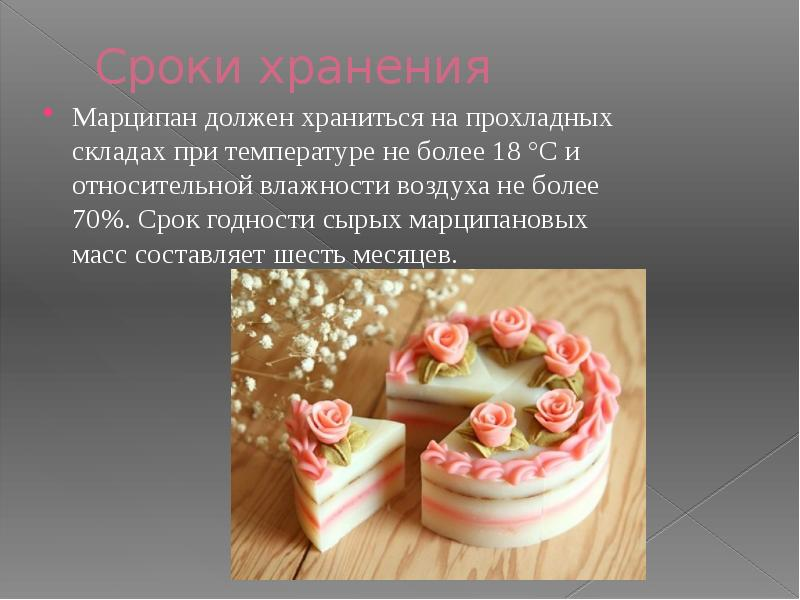 Сроки хранения
Марципан должен храниться на прохладных
складах при температуре не более 18 °С и
относительной влажности воздуха не более
70%. Срок годности сырых марципановых
масс составляет шесть месяцев.